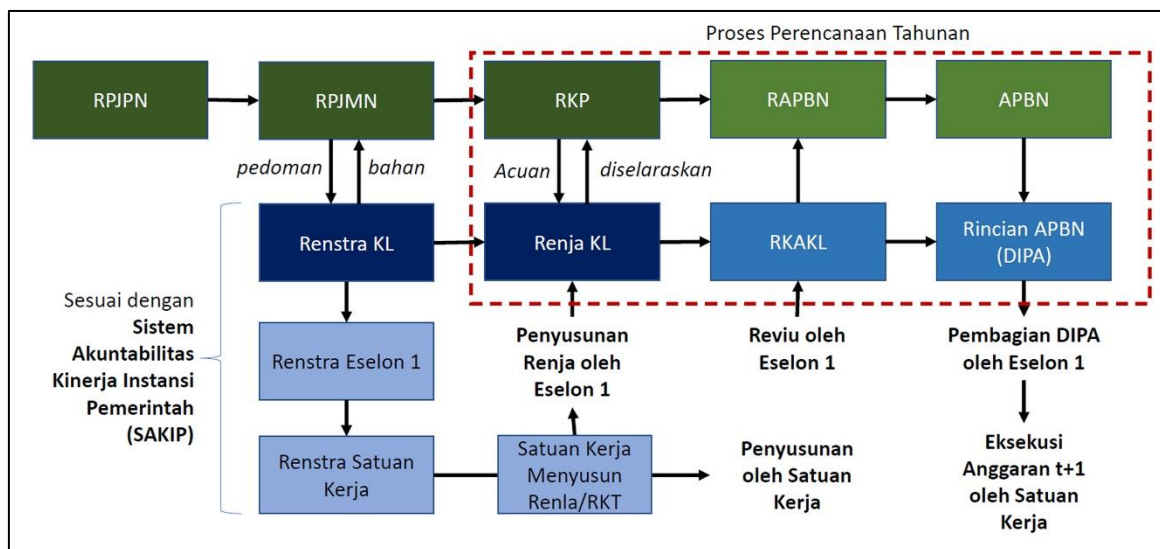 Proses Perencanaan Tahunan
RPJPN
RPJMN
RKP
RAPBN
APBN
pedoman
bahan
Acuan
diselaraskan
Renstra KL
Renja KL
RKAKL
Rincian APBN
(DIPA)
Sesuai dengan
Sistem
Akuntabilitas
Kinerja Instansi
Pemerintah
(SAKIP)
Renstra Eselon 1
Penyusunan
Renja oleh
Eselon 1
Reviu oleh
Eselon 1
Pembagian DIPA
oleh Eselon 1
Renstra Satuan
Kerja
Satuan Kerja
Menyusun
Renla/RKT
Penyusunan
oleh Satuan
Kerja
Eksekusi
Anggaran t+1
oleh Satuan
Kerja